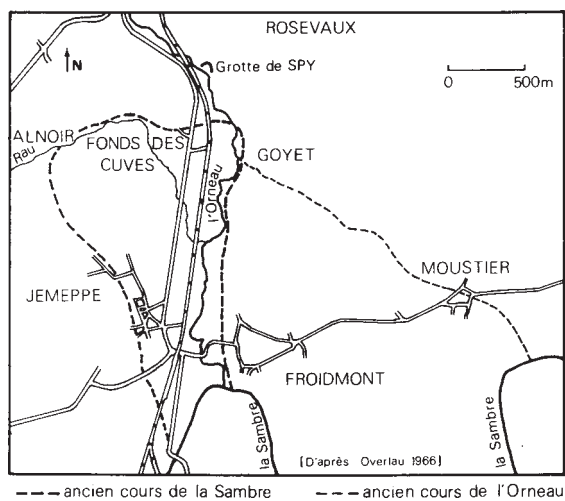 ROSEVAUX
Grotte de SPY
N
0 500m
ALNOIR
Rau
FONDS DES
CUVES
GOYET
l'Orneau
MOUSTIER
JEMEPPE
FROIDMONT
la Sambre
la Sambre
[D'après Overlau 1966]
ancien cours de la Sambre
ancien cours de l'Orneau